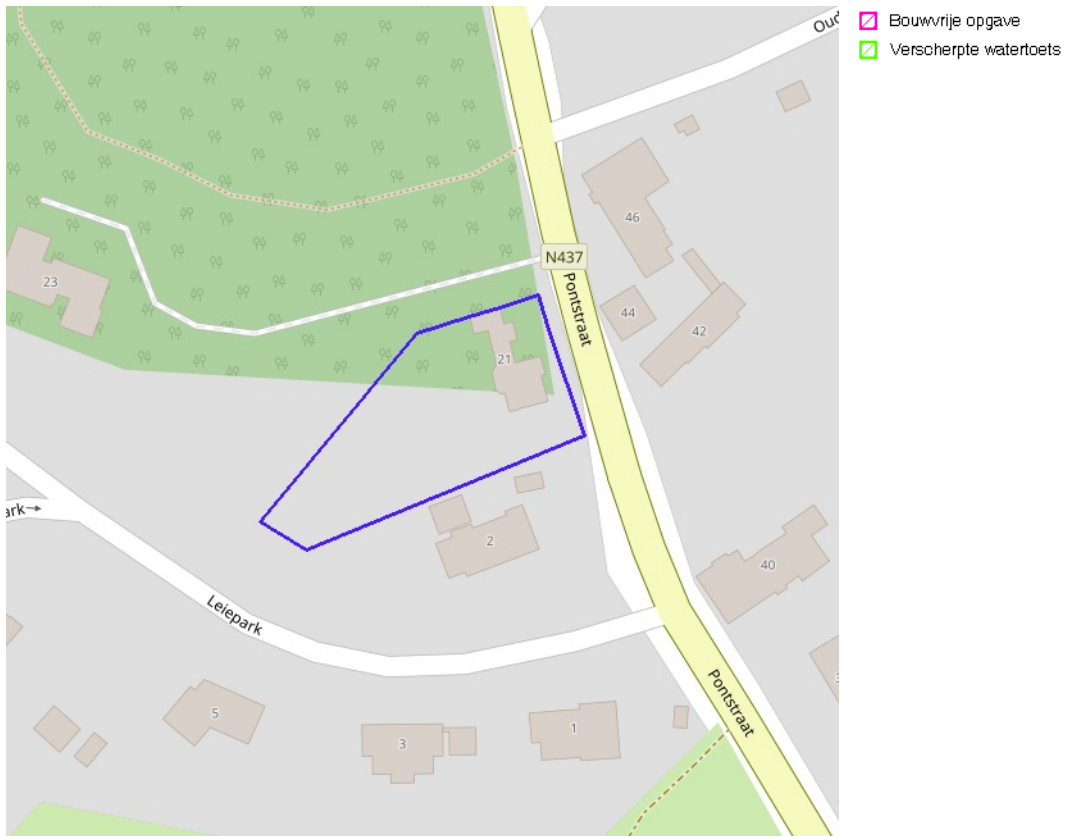 Bouwvrije opgave
Verscherpte watertoets
Oud
46
N437
23
Pontstraat
44
42
21
ark→
2
40
Leiepark
Pontstraat
5
1
3